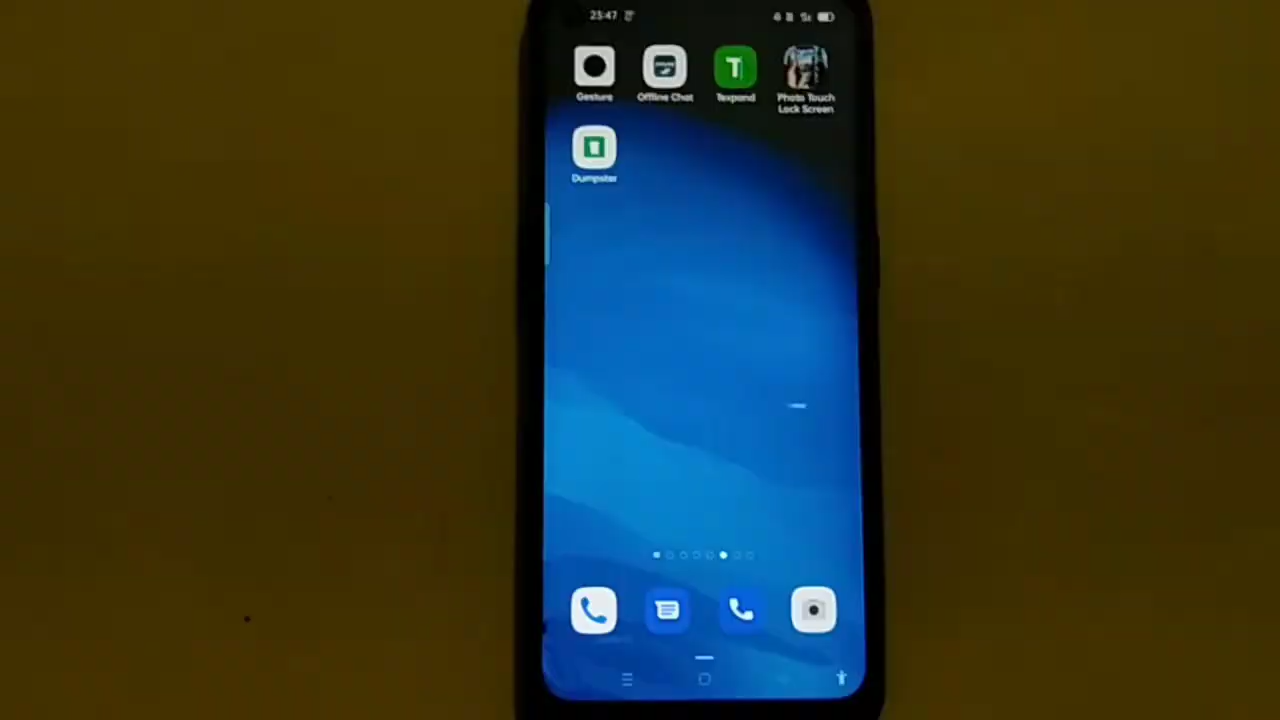 23:47
Gesture
Offline Chat
Texpand
Photo Touch
Lock Screen
T
Dumpster